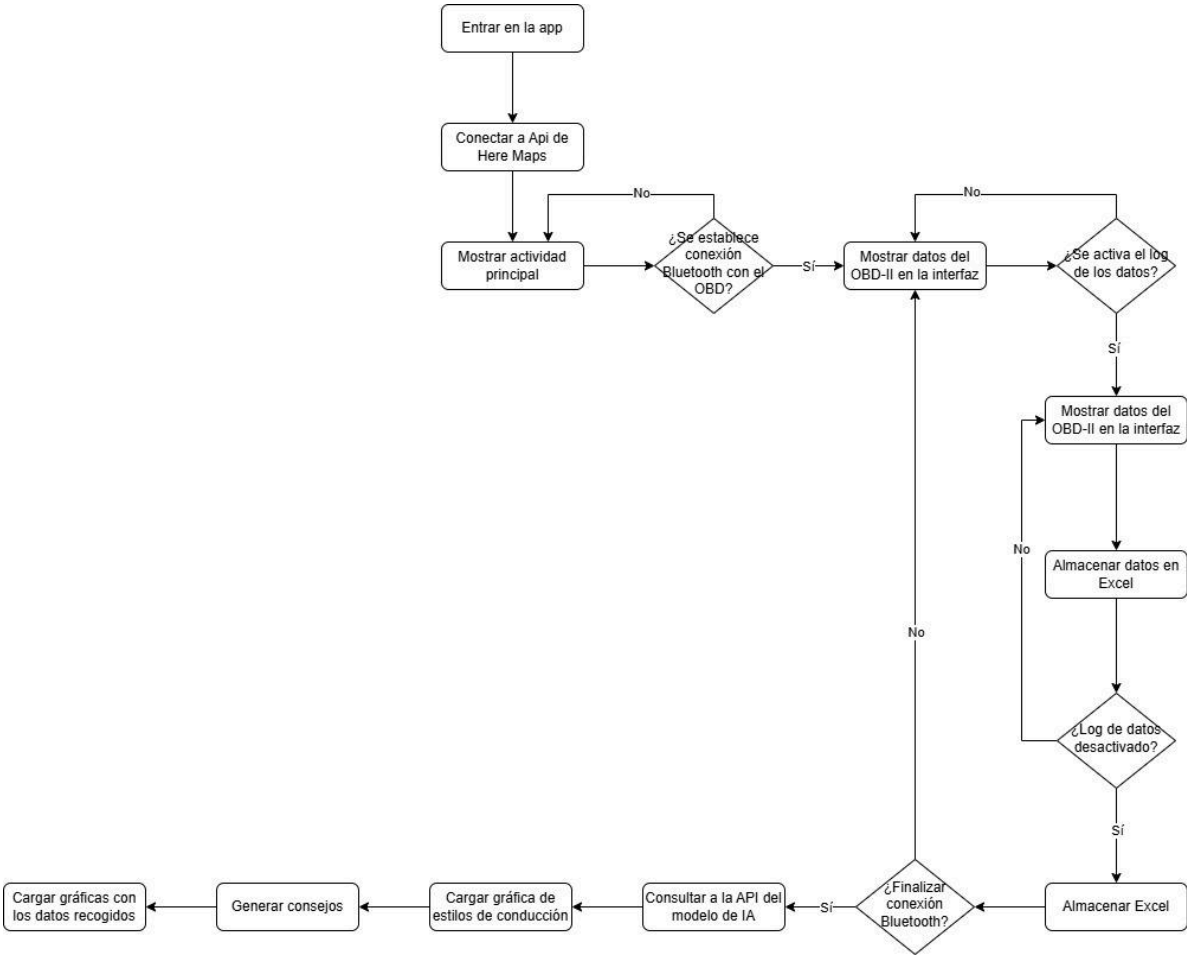 Entrar en la app
Conectar a Api de
Here Maps
No
No
Mostrar actividad
principal
¿Se establece
conexión
Bluetooth con el
OBD?
Sí
Mostrar datos del
OBD-II en la interfaz
¿Se activa el log
de los datos?
Sí
Mostrar datos del
OBD-II en la interfaz
No
Almacenar datos en
Excel
No
¿Log de datos
desactivado?
Sí
Cargar gráficas con
los datos recogidos
Generar consejos
Cargar gráfica de
estilos de conducción
Consultar a la API del
modelo de IA
Sí
¿Finalizar
conexión
Bluetooth?
Almacenar Excel